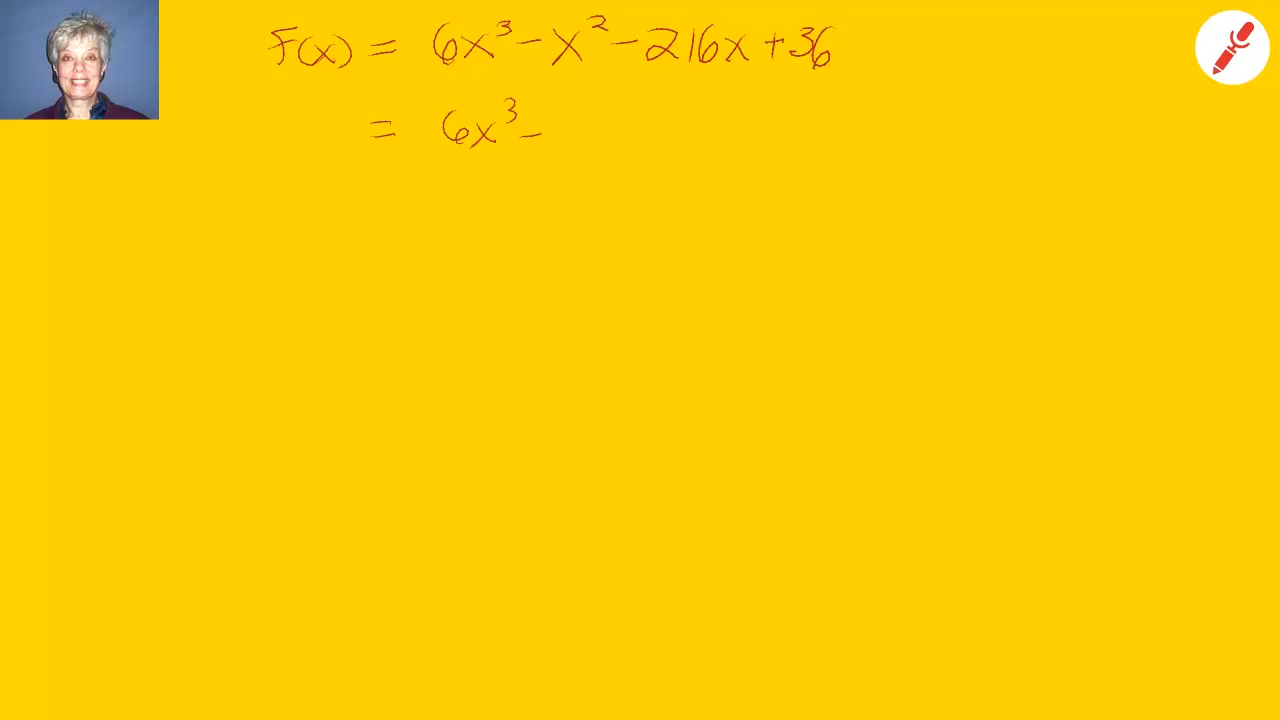 F(x) = 6x³ - x² - 216x + 36
= 6x³ -